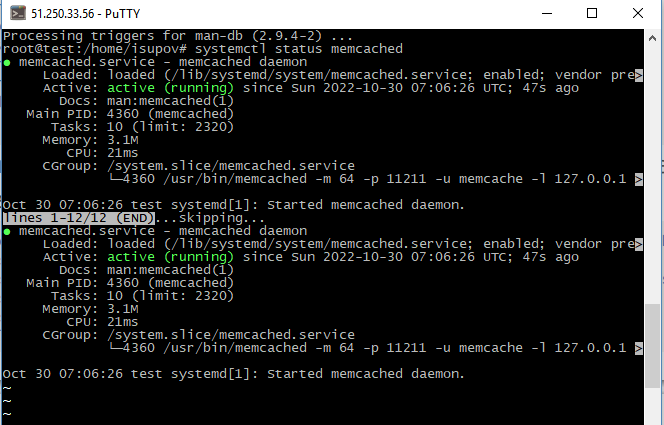 51.250.33.56 - PuTTY
Processing triggers for man-db (2.9.4-2) ...
root@test:/home/isupov# systemctl status memcached
● memcached.service - memcached daemon
     Loaded: loaded (/lib/systemd/system/memcached.service; enabled; vendor pre>
     Active: active (running) since Sun 2022-10-30 07:06:26 UTC; 47s ago
       Docs: man:memcached(1)
   Main PID: 4360 (memcached)
      Tasks: 10 (limit: 2320)
     Memory: 3.1M
        CPU: 21ms
     CGroup: /system.slice/memcached.service
             └─4360 /usr/bin/memcached -m 64 -p 11211 -u memcache -l 127.0.0.1 >
Oct 30 07:06:26 test systemd[1]: Started memcached daemon.
lines 1-12/12 (END)...skipping...
● memcached.service - memcached daemon
     Loaded: loaded (/lib/systemd/system/memcached.service; enabled; vendor pre>
     Active: active (running) since Sun 2022-10-30 07:06:26 UTC; 47s ago
       Docs: man:memcached(1)
   Main PID: 4360 (memcached)
      Tasks: 10 (limit: 2320)
     Memory: 3.1M
        CPU: 21ms
     CGroup: /system.slice/memcached.service
             └─4360 /usr/bin/memcached -m 64 -p 11211 -u memcache -l 127.0.0.1 >
Oct 30 07:06:26 test systemd[1]: Started memcached daemon.
~
~
~